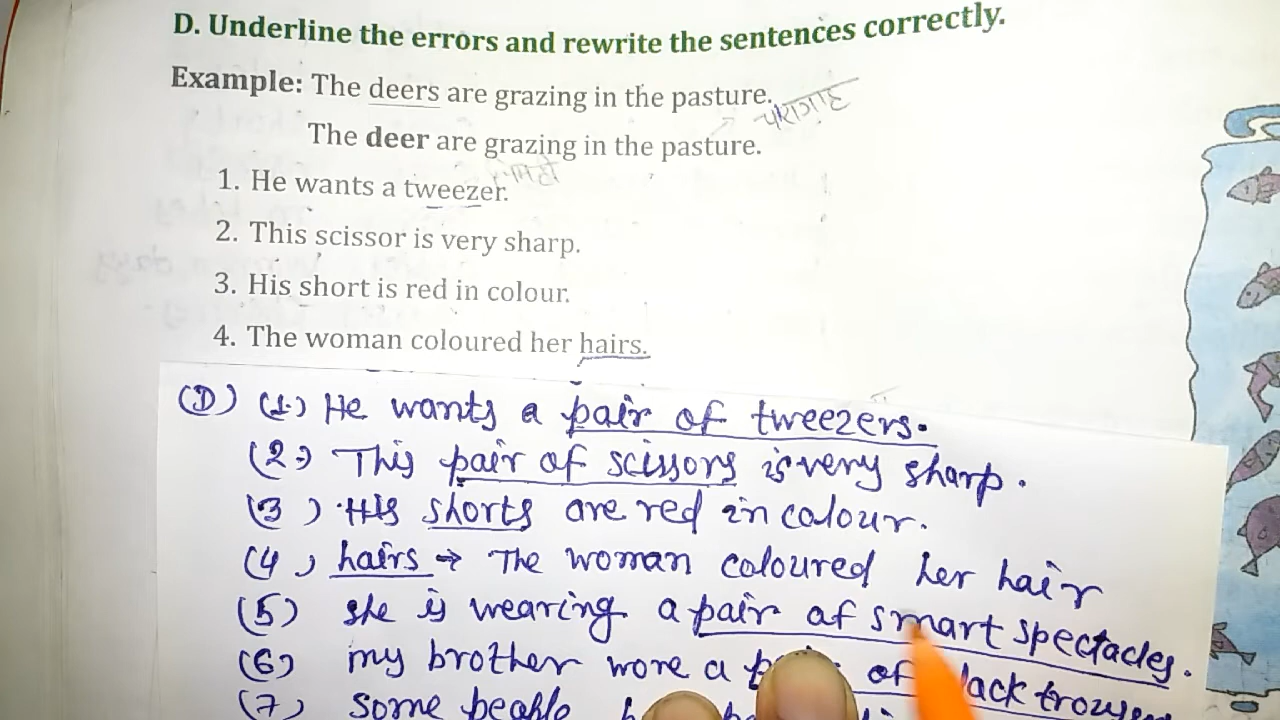 D. Underline the errors and rewrite the sentences correctly.
Example: The deers are grazing in the pasture.
चरागाह
The deer are grazing in the pasture.
1. He wants a tweezer.
2. This scissor is very sharp.
3. His short is red in colour.
4. The woman coloured her hairs.
(D) (1.) He wants a pair of tweezers.
(2.) This pair of scissors is very sharp.
(3) His shorts are red in colour.
(4) hairs → The woman coloured her hair
(5) she is wearing a pair of smart spectacles.
(6) my brother wore a of
(7) some